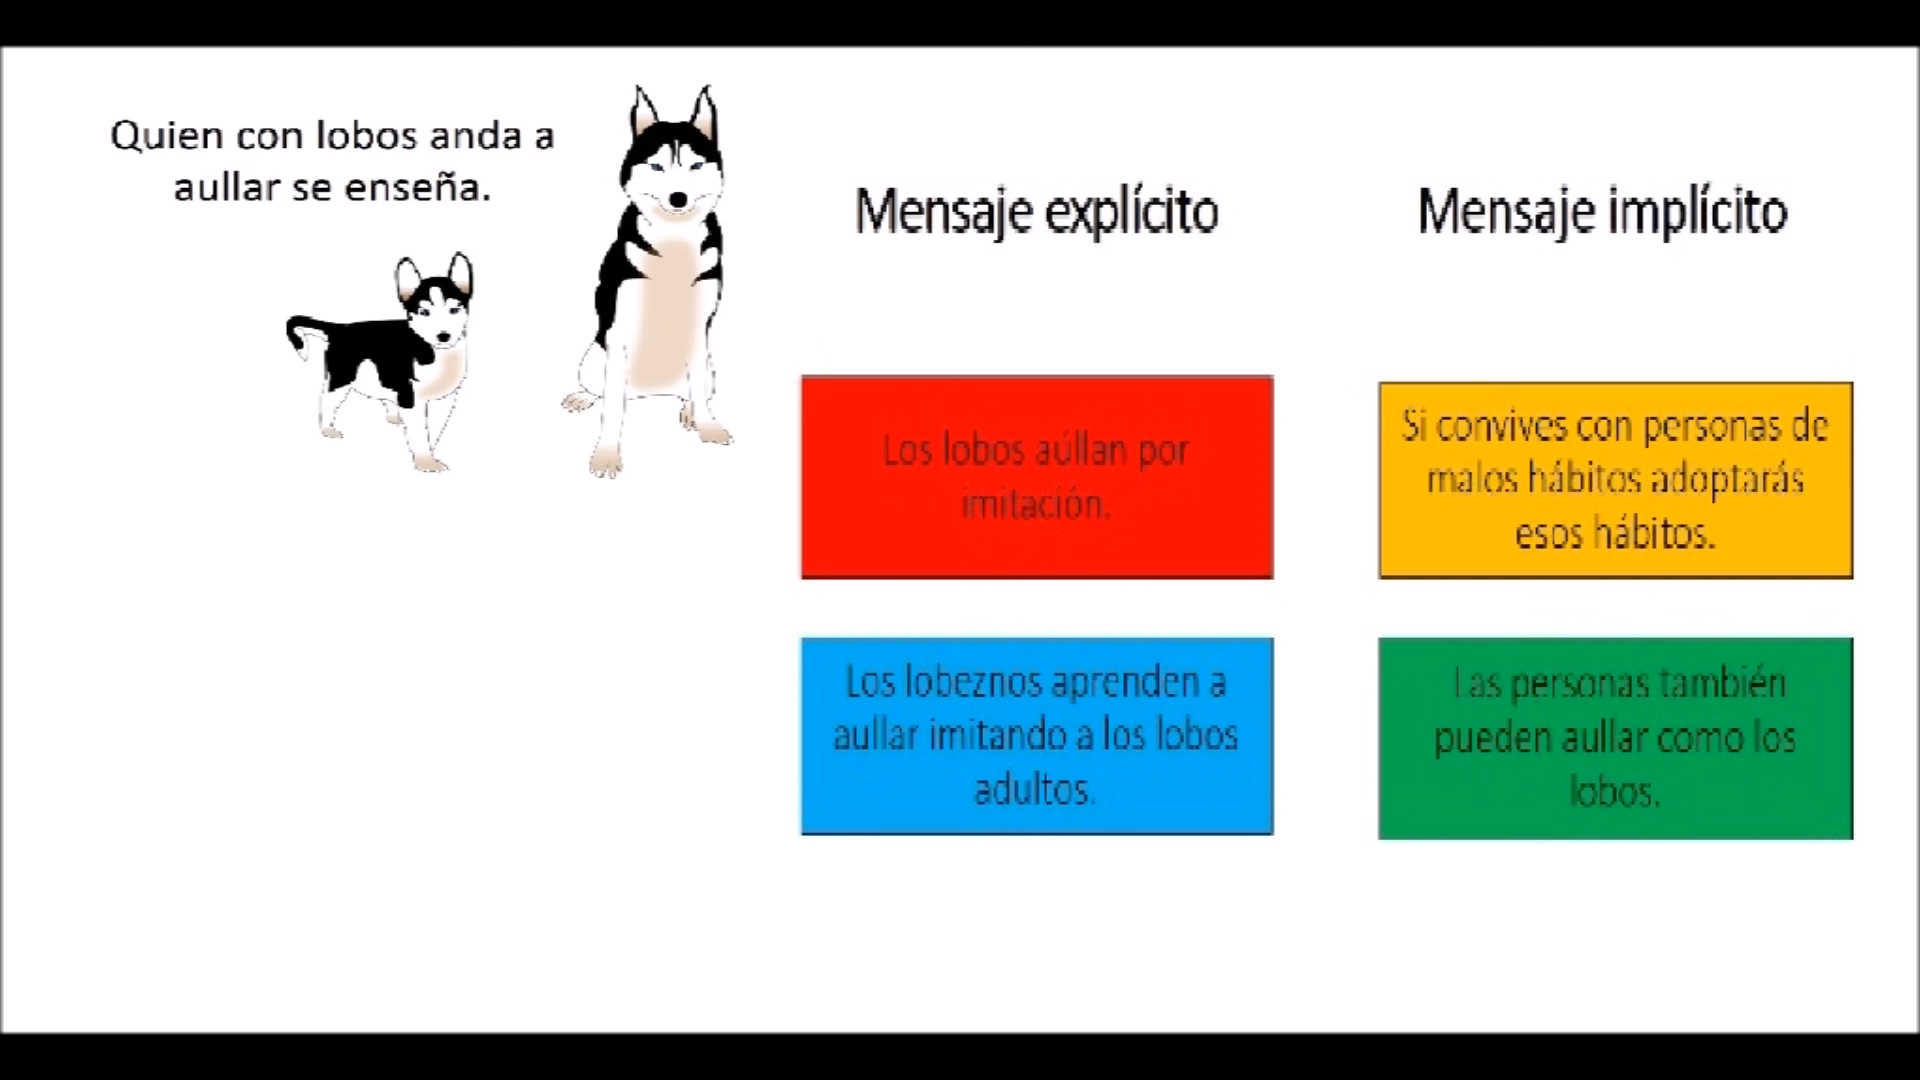 Quien con lobos anda a
aullar se enseña.
Mensaje explícito
Mensaje implícito
Los lobos aúllan por
imitación.
Si convives con personas de
malos hábitos adoptarás
esos hábitos.
Los lobeznos aprenden a
aullar imitando a los lobos
adultos.
Las personas también
pueden aullar como los
lobos.